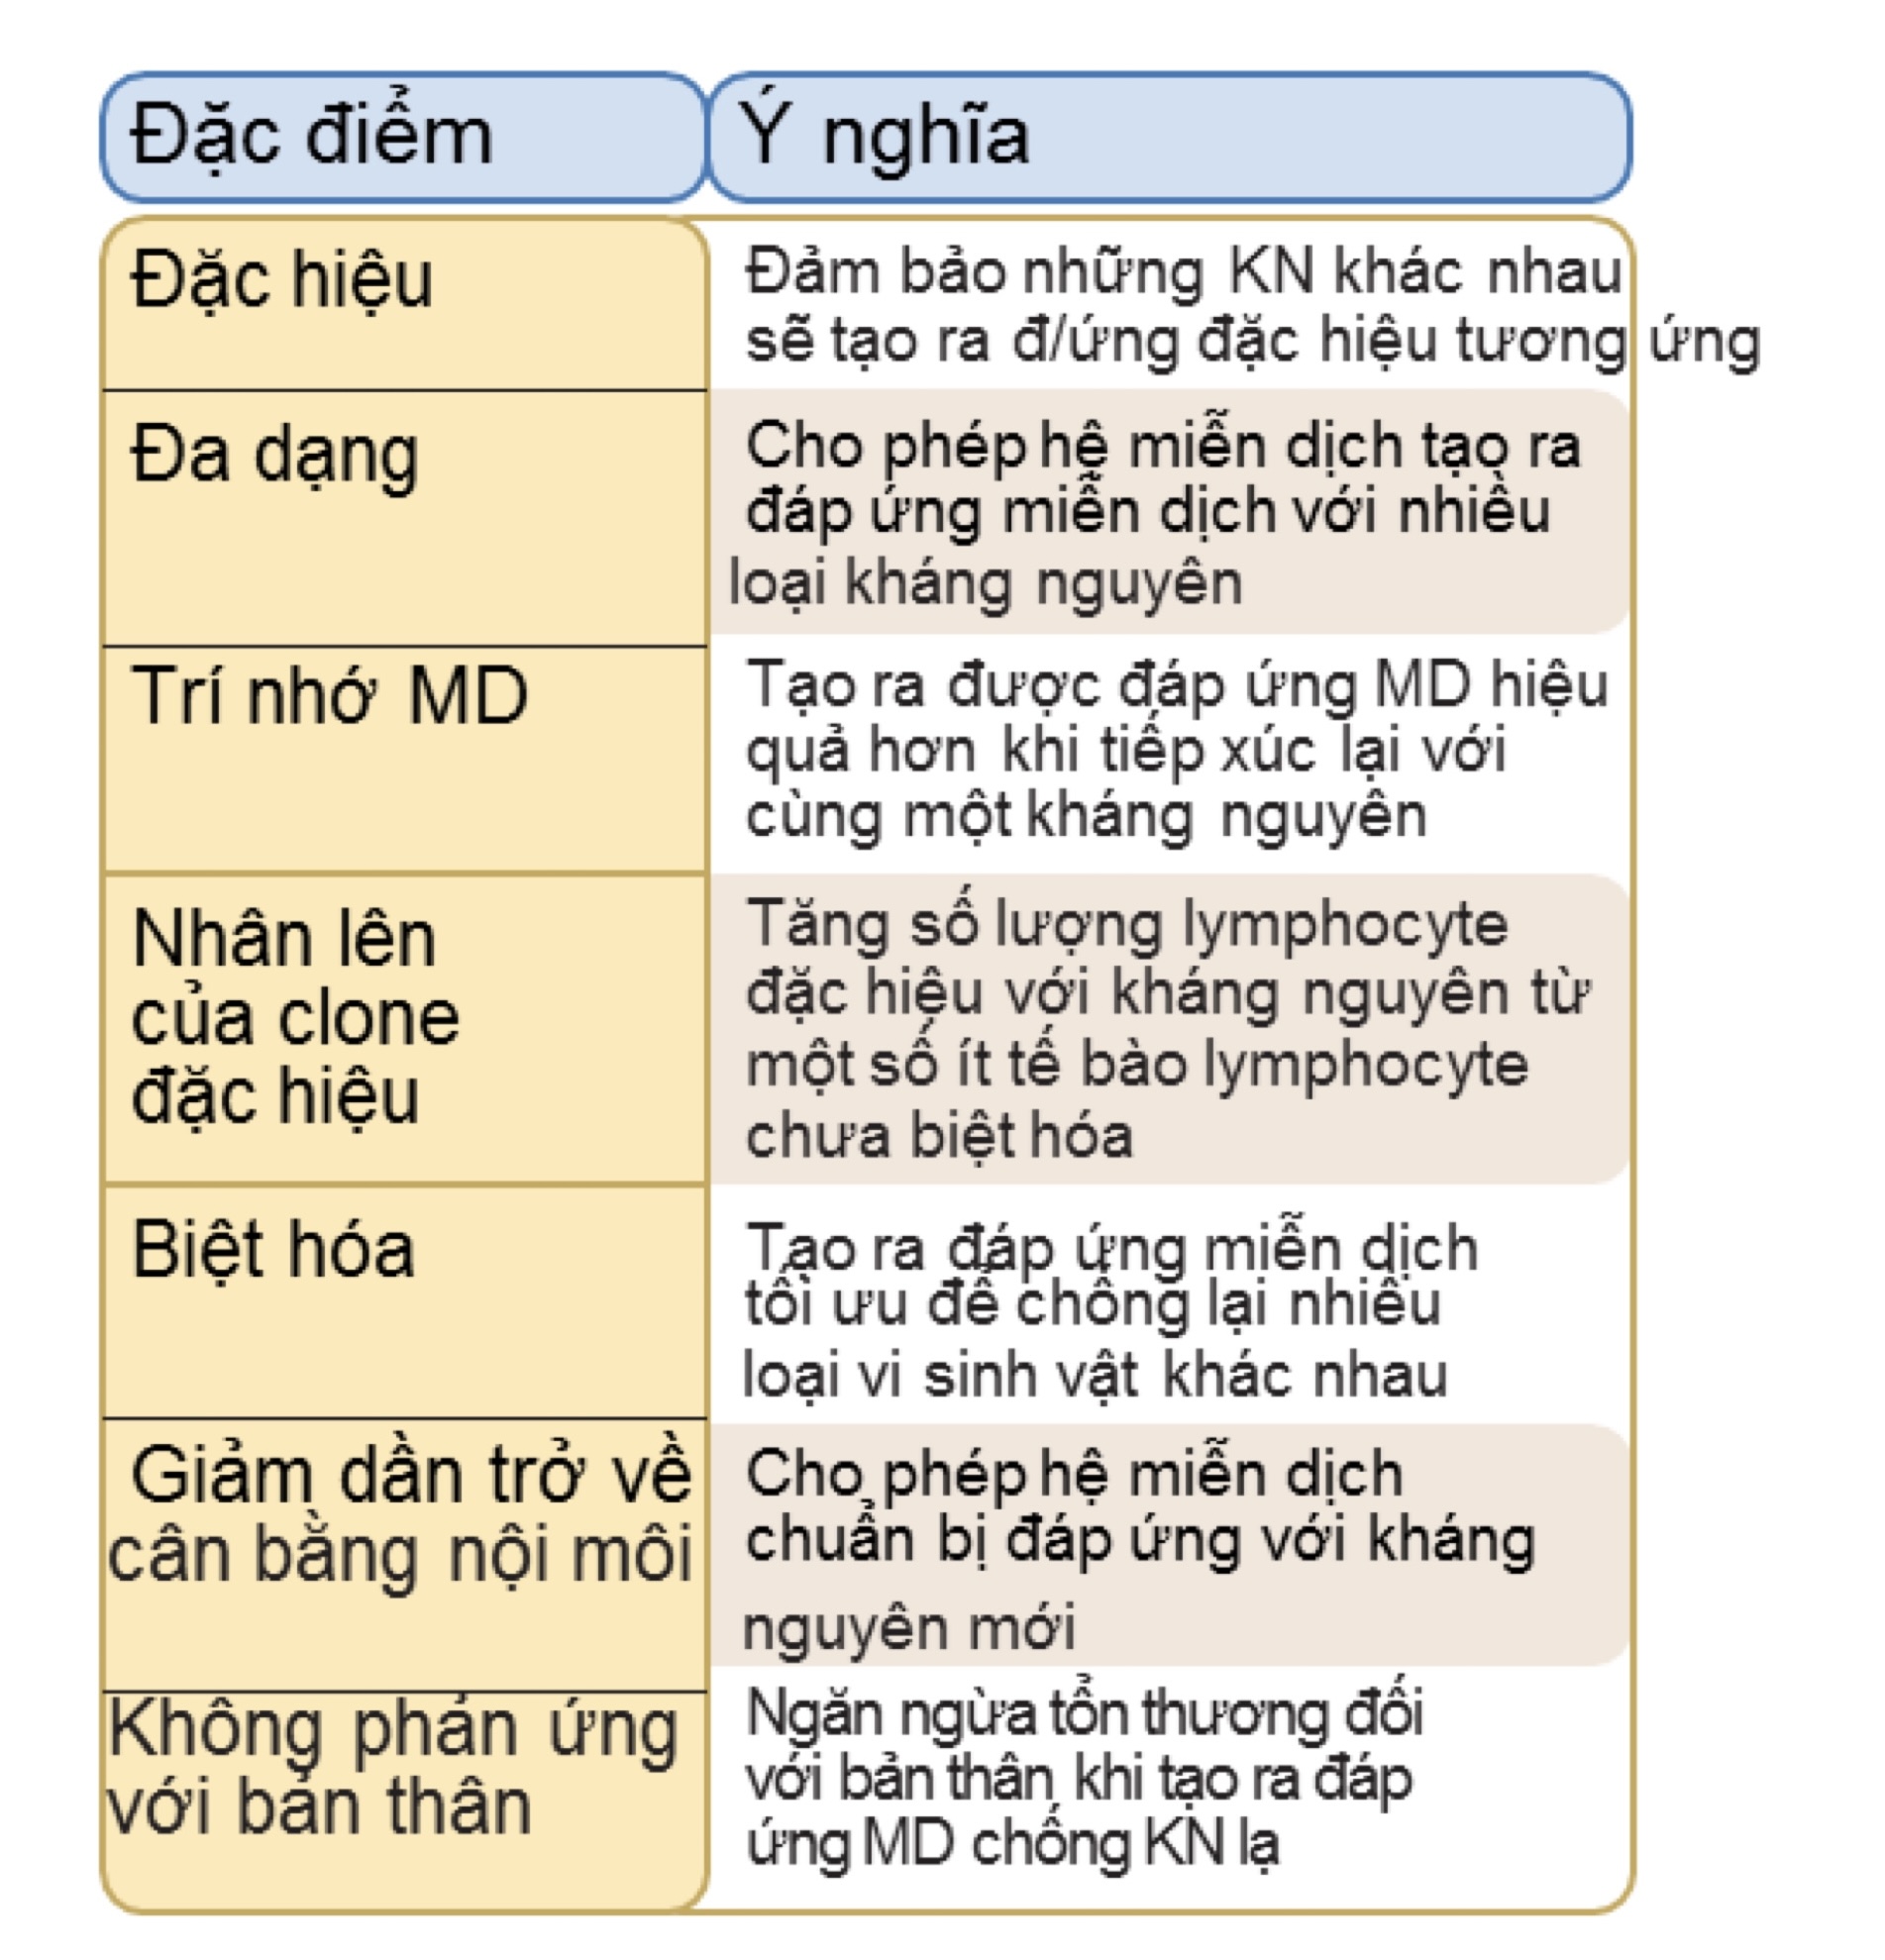 Đặc điểm
Ý nghĩa
Đặc hiệu
Đảm bảo những KN khác nhau
sẽ tạo ra đ/ứng đặc hiệu tương ứng
Đa dạng
Cho phép hệ miễn dịch tạo ra
đáp ứng miễn dịch với nhiều
loại kháng nguyên
Trí nhớ MD
Tạo ra được đáp ứng MD hiệu
quả hơn khi tiếp xúc lại với
cùng một kháng nguyên
Nhân lên
của clone
đặc hiệu
Tăng số lượng lymphocyte
đặc hiệu với kháng nguyên từ
một số ít tế bào lymphocyte
chưa biệt hóa
Biệt hóa
Tạo ra đáp ứng miễn dịch
tối ưu để chống lại nhiều
loại vi sinh vật khác nhau
Giảm dần trở về
cân bằng nội môi
Cho phép hệ miễn dịch
chuẩn bị đáp ứng với kháng
nguyên mới
Không phản ứng
với bản thân
Ngăn ngừa tổn thương đối
với bản thân khi tạo ra đáp
ứng MD chống KN lạ